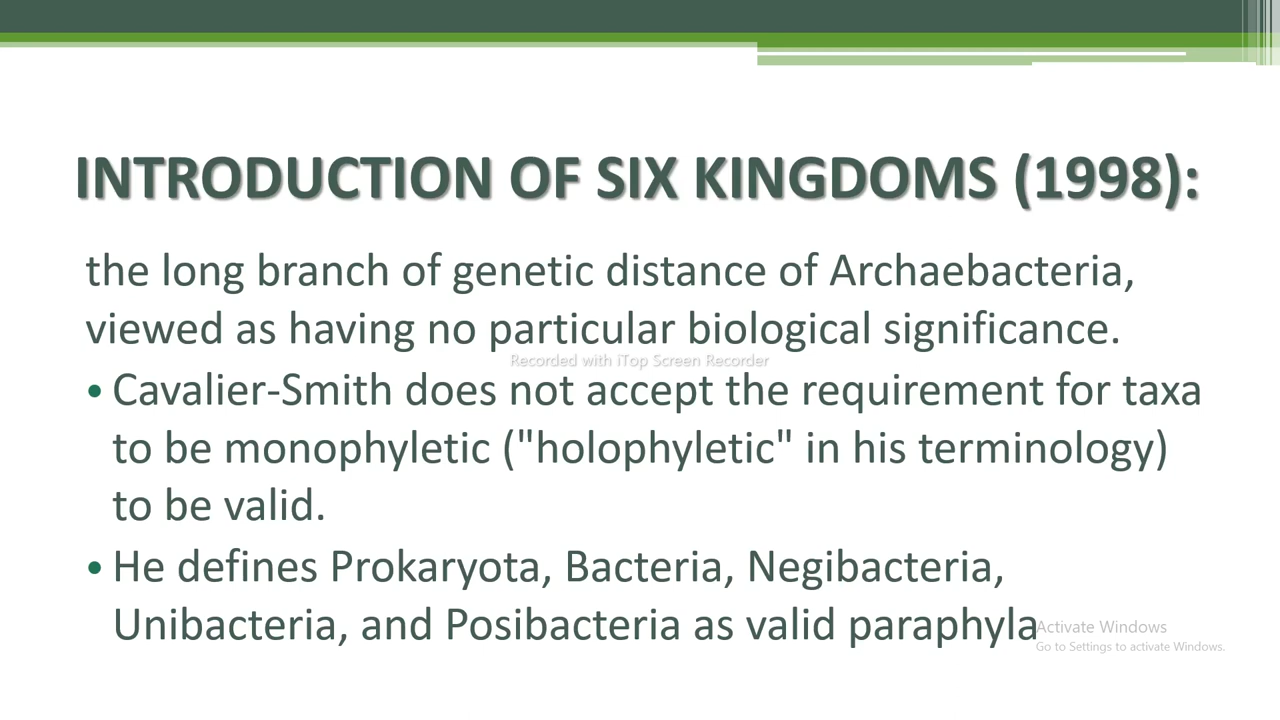 INTRODUCTION OF SIX KINGDOMS (1998):
the long branch of genetic distance of Archaebacteria,
viewed as having no particular biological significance.
Recorded with iTop Screen Recorder
• Cavalier-Smith does not accept the requirement for taxa
to be monophyletic ("holophyletic" in his terminology)
to be valid.
• He defines Prokaryota, Bacteria, Negibacteria,
Unibacteria, and Posibacteria as valid paraphyla
Activate Windows
Go to Settings to activate Windows.